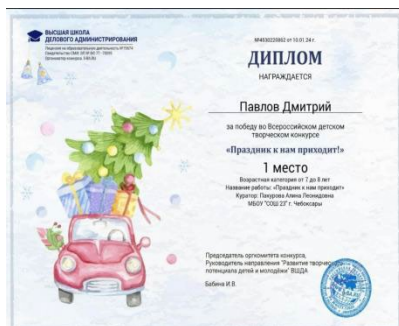 ВЫСШАЯ ШКОЛА
ДЕЛОВОГО АДМИНИСТРИРОВАНИЯ
ДИПЛОМ
НАГРАЖДАЕТСЯ
Павлов Дмитрий
за победу во Всероссийском детском
творческом конкурсе
«Праздник к нам приходит!»
1 место
Возрастная категория от 7 до 8 лет
Название работы: «Праздник к нам приходит»
Куратор: Пакурова Алина Леонидовна
МБОУ "СОШ 23" г. Чебоксары
Председатель оргкомитета конкурса,
Руководитель направления "Развитие творческого
потенциала детей и молодёжи" ВШДА
Бабина И.В.